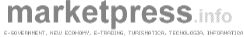 marketpress.info
E-GOVERNMENT, NEW ECONOMY, E-TRADING, TURISMATICA, TECNOLOGIA, INFORMATION